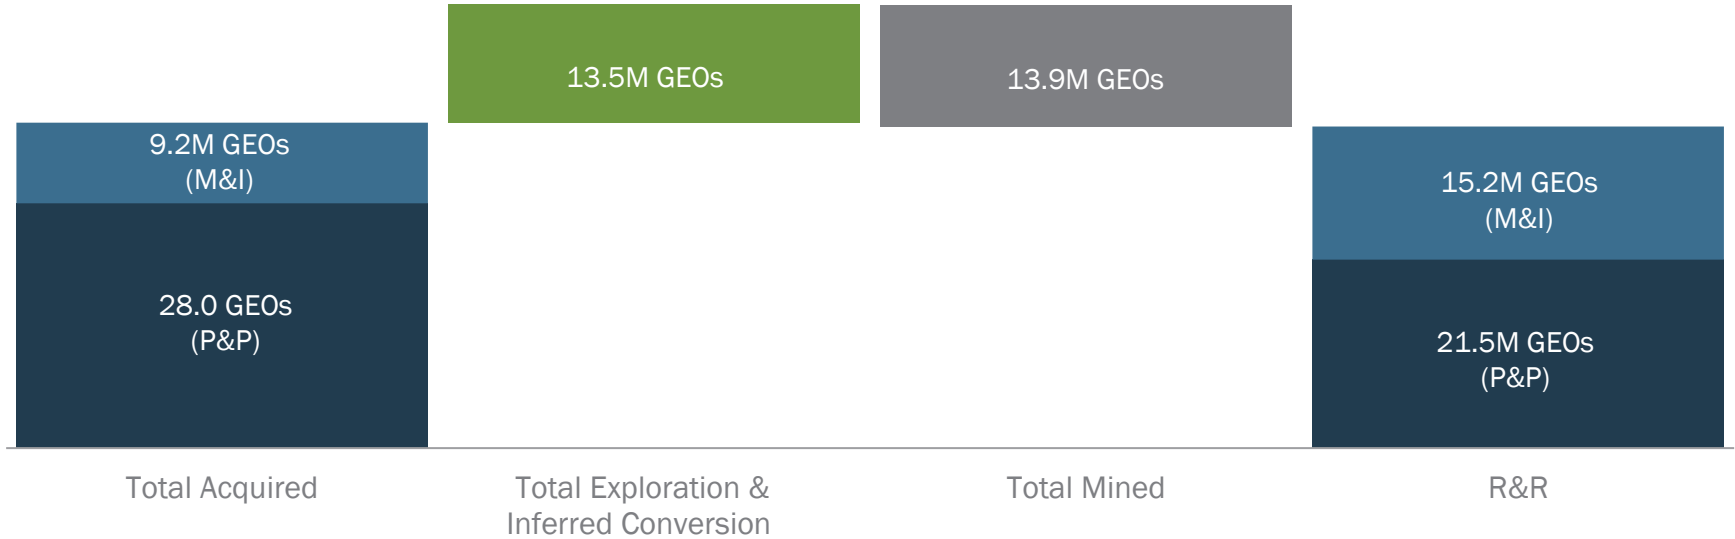 13.5M GEOs
13.9M GEOs
9.2M GEOs
(M&I)
15.2M GEOs
(M&I)
28.0 GEOs
(P&P)
21.5M GEOs
(P&P)
Total Acquired
Total Exploration &
Inferred Conversion
Total Mined
R&R